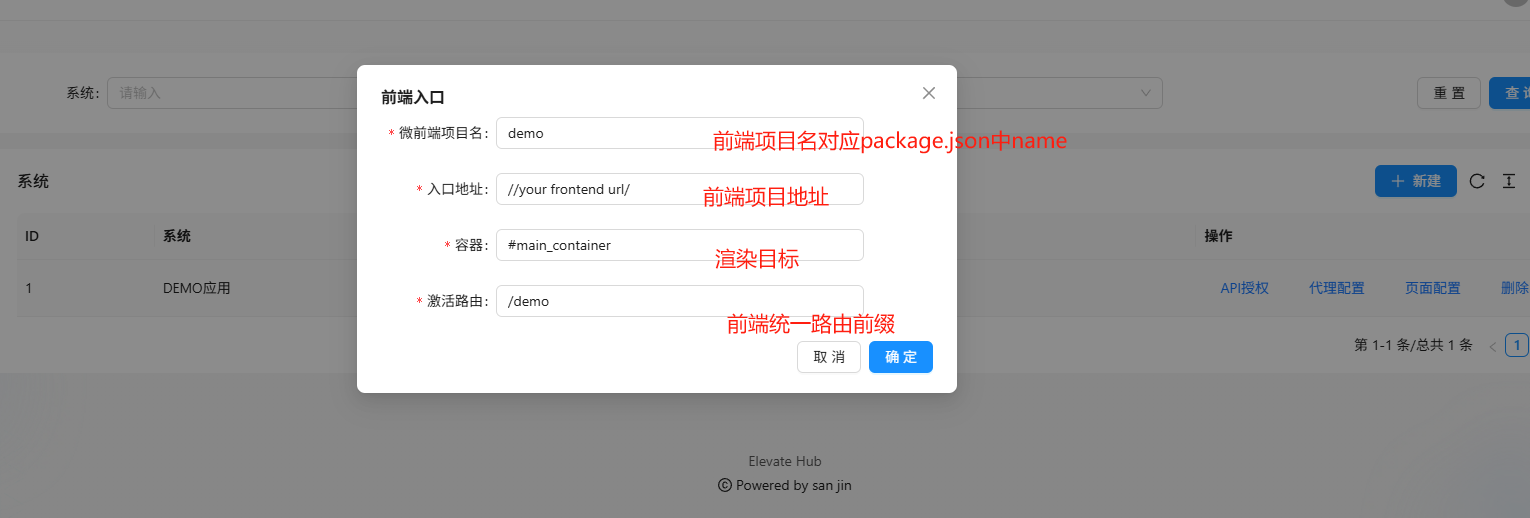 前端入口
系统: 请输入
重 置
* 微前端项目名: demo
前端项目名对应package.json中name
* 入口地址: //your frontend url/
前端项目地址
系统
新建
* 容器: #main_container
渲染目标
ID 系统 操作
1 DEMO应用 API授权 代理配置 页面配置 删除
* 激活路由: /demo
前端统一路由前缀
取 消 确 定
第 1-1 条/总共 1 条 < 1
Elevate Hub
© Powered by san jin